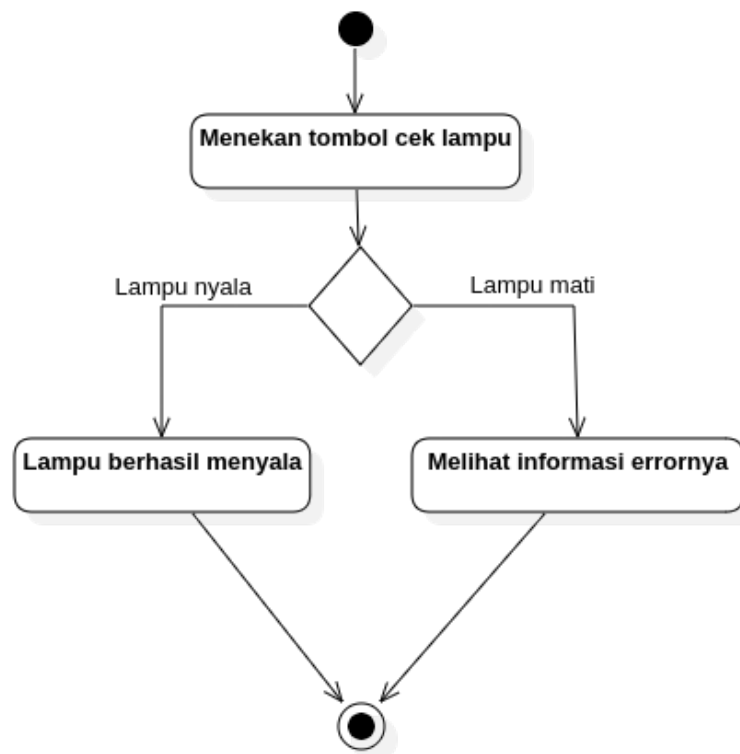 Menekan tombol cek lampu
Lampu nyala
Lampu mati
Lampu berhasil menyala
Melihat informasi errornya